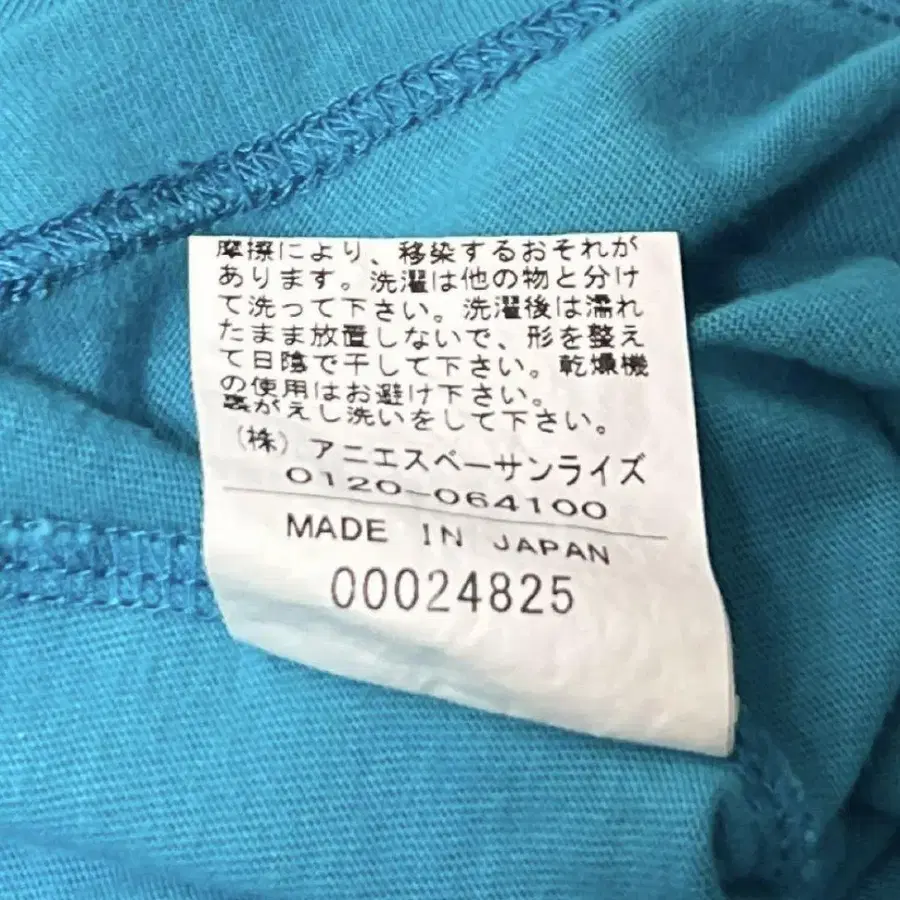 摩擦により、移染するおそれが
あります。洗濯は他の物と分け
て洗って下さい。洗濯後は濡れ
たまま放置しないで、形を整え
て日陰で干して下さい。乾燥機
の使用はお避け下さい。
裏がえし洗いをして下さい。
（株）アニエスベーサンライズ
0120-064100
MADE IN JAPAN
00024825